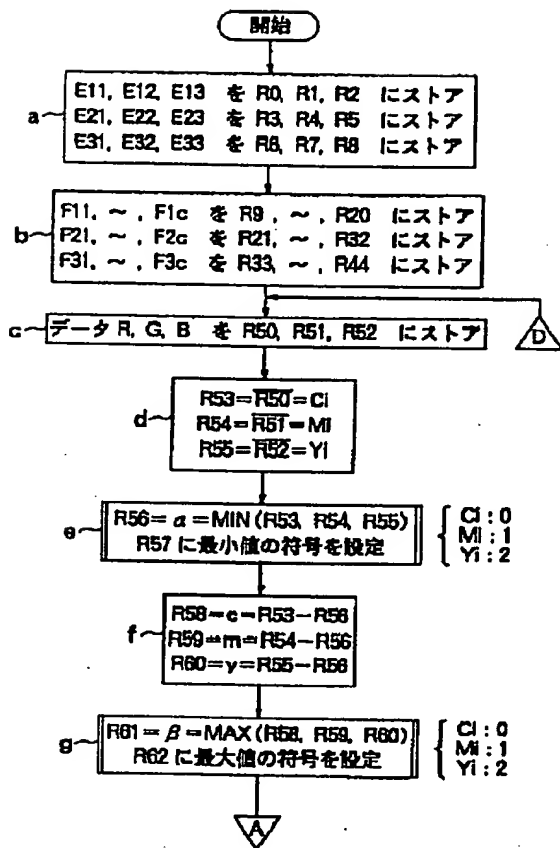 開始
a E11, E12, E13 を R0, R1, R2 にストア
E21, E22, E23 を R3, R4, R5 にストア
E31, E32, E33 を R6, R7, R8 にストア
b F11, ～, F1c を R9, ～, R20 にストア
F21, ～, F2c を R21, ～, R32 にストア
F31, ～, F3c を R33, ～, R44 にストア
c データ R, G, B を R50, R51, R52 にストア
D
d R53=R̅5̅0̅=Ci
R54=R̅5̅1̅=Mi
R55=R̅5̅2̅=Yi
e R56=α=MIN(R53, R54, R55)
R57 に最小値の符号を設定
Ci:0
Mi:1
Yi:2
f R58=c=R53−R56
R59=m=R54−R56
R60=y=R55−R56
g R61=β=MAX(R58, R59, R60)
R62 に最大値の符号を設定
Ci:0
Mi:1
Yi:2
A